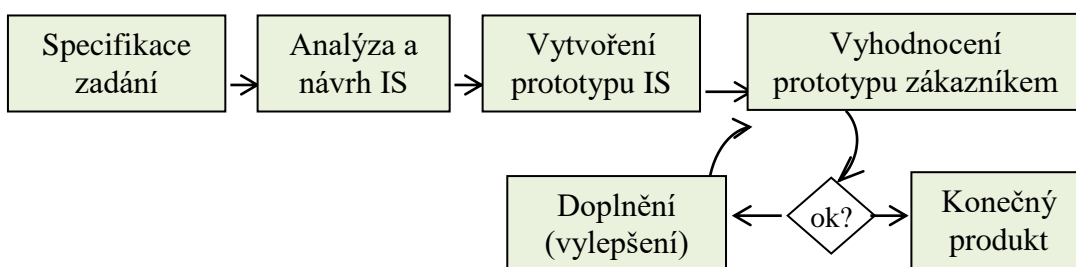 Specifikace
zadání
Analýza a
návrh IS
Vytvoření
prototypu IS
Vyhodnocení
prototypu zákazníkem
Doplnění
(vylepšení)
ok?
Konečný
produkt